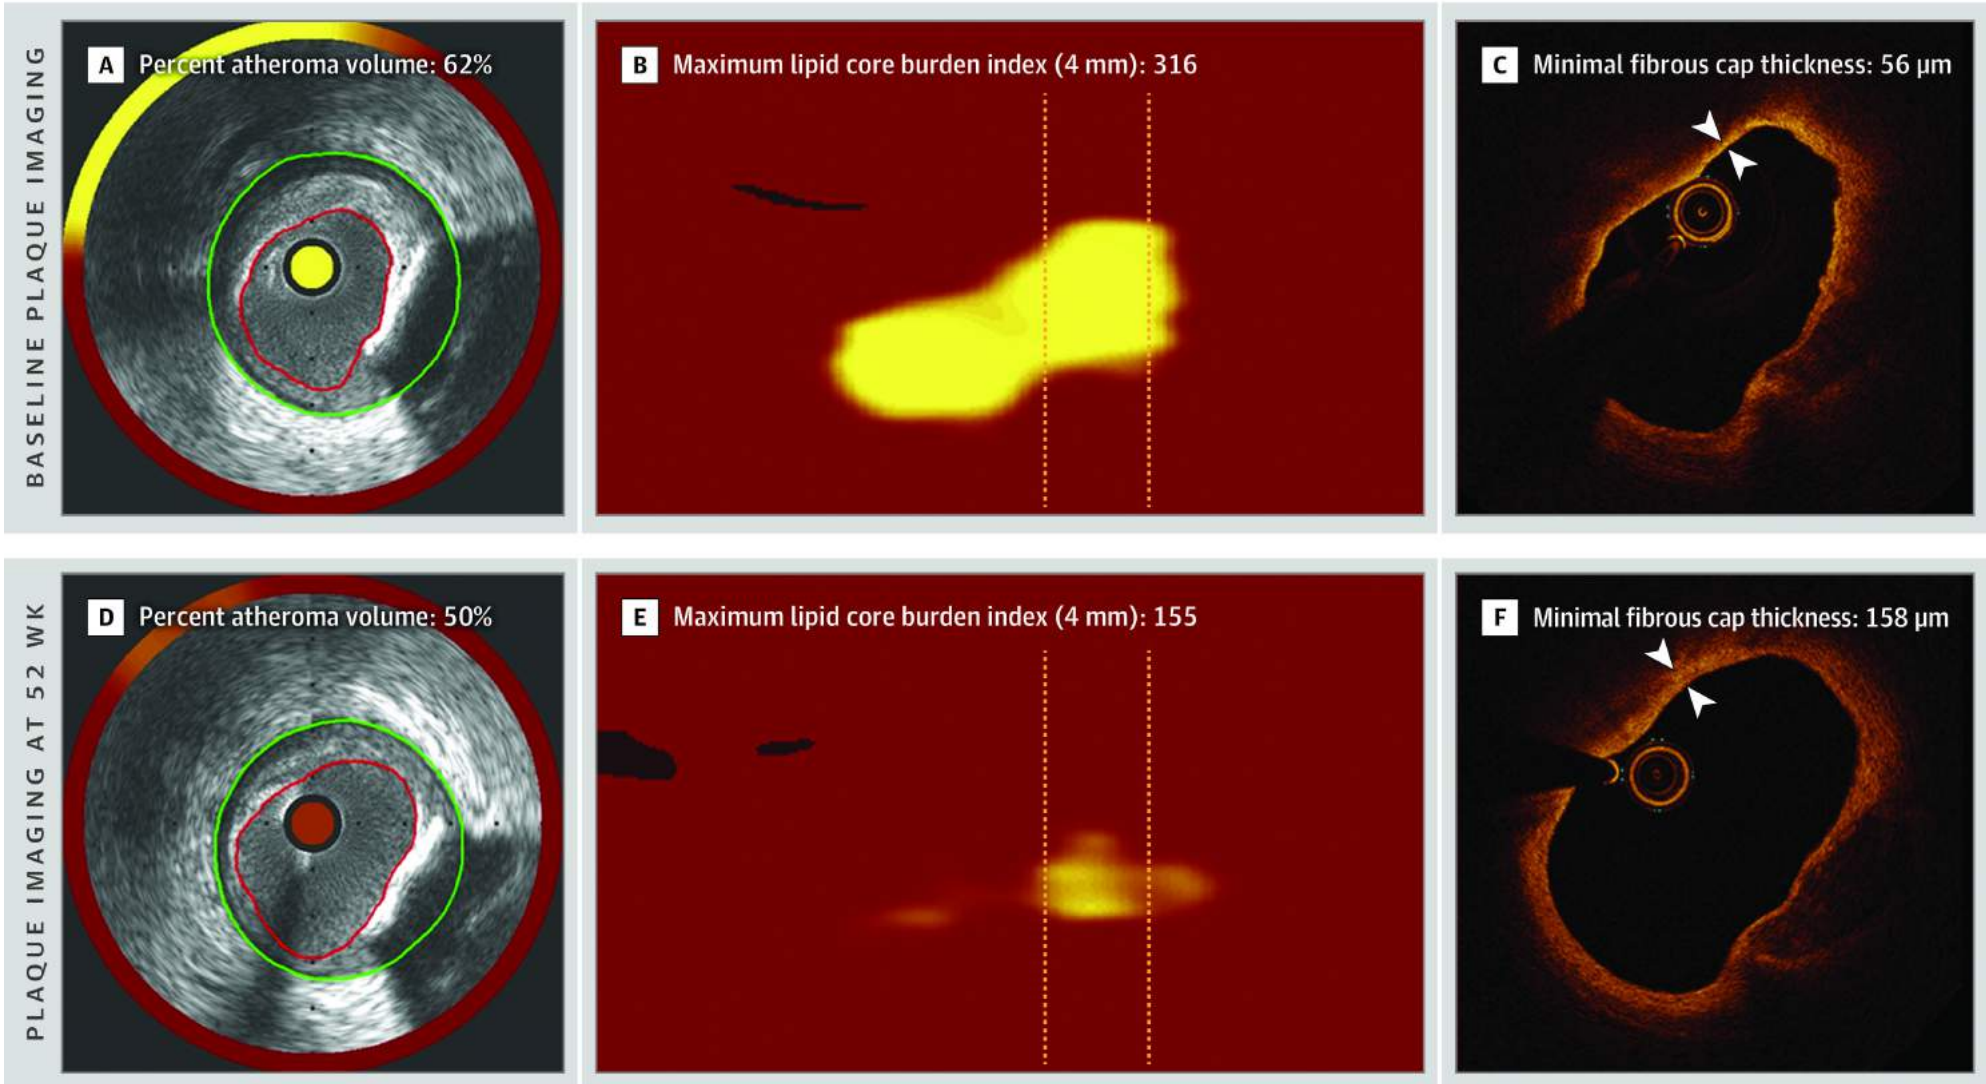 BASELINE PLAQUE IMAGING
A Percent atheroma volume: 62%
B Maximum lipid core burden index (4 mm): 316
C Minimal fibrous cap thickness: 56 µm
PLAQUE IMAGING AT 52 WK
D Percent atheroma volume: 50%
E Maximum lipid core burden index (4 mm): 155
F Minimal fibrous cap thickness: 158 µm